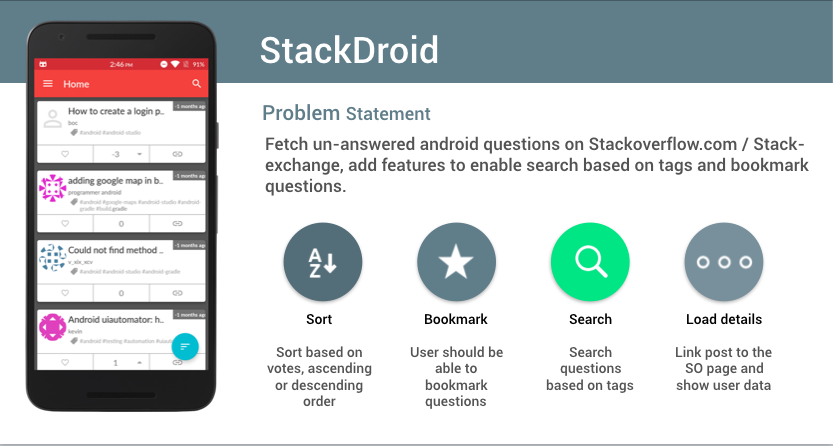 StackDroid
Problem Statement
Fetch un-answered android questions on Stackoverflow.com / Stack-
exchange, add features to enable search based on tags and bookmark
questions.
2:46 PM
91%
Home
-1 months ago
How to create a login p..
boc
#android #android-studio
-3
-1 months ago
adding google map in b..
programmer android
#android #google-maps #android-studio #android-
gradle #build.gradle
0
-1 months ago
Could not find method ..
#android #android-studio #android-gradle
0
-1 months ago
Android uiautomator: h..
kevin
#android #testing #automation #uiauto
1
A
Z
Sort
Sort based on
votes, ascending
or descending
order
Bookmark
User should be
able to
bookmark
questions
Search
Search
questions
based on tags
Load details
Link post to the
SO page and
show user data